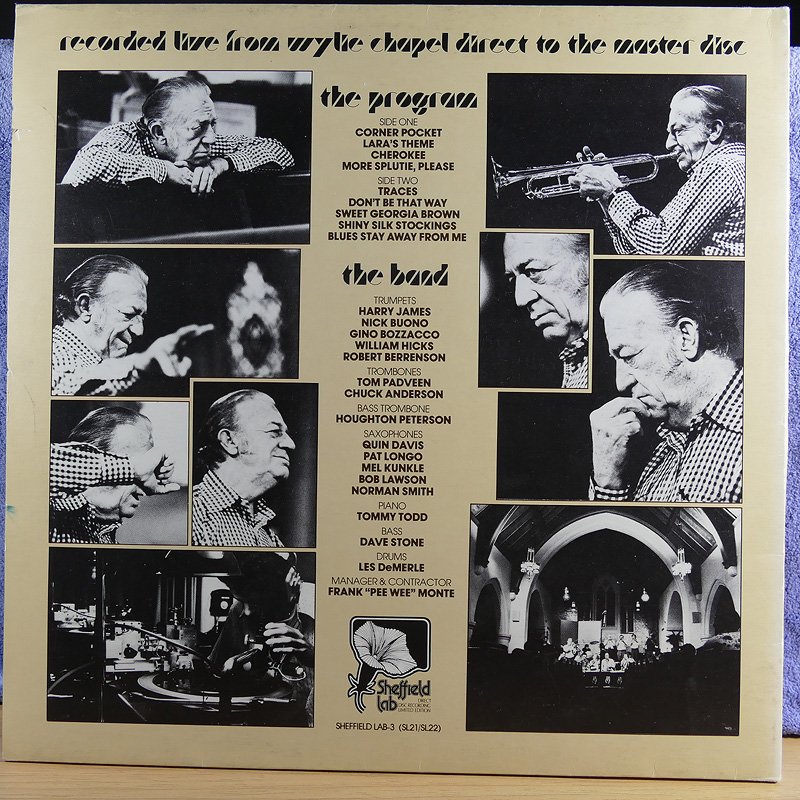 recorded live from wylie chapel direct to the master disc
the program
SIDE ONE
CORNER POCKET
LARA'S THEME
CHEROKEE
MORE SPLUTIE, PLEASE
SIDE TWO
TRACES
DON'T BE THAT WAY
SWEET GEORGIA BROWN
SHINY SILK STOCKINGS
BLUES STAY AWAY FROM ME
the band
TRUMPETS
HARRY JAMES
NICK BUONO
GINO BOZZACCO
WILLIAM HICKS
ROBERT BERRENSON
TROMBONES
TOM PADVEEN
CHUCK ANDERSON
BASS TROMBONE
HOUGHTON PETERSON
SAXOPHONES
QUIN DAVIS
PAT LONGO
MEL KUNKLE
BOB LAWSON
NORMAN SMITH
PIANO
TOMMY TODD
BASS
DAVE STONE
DRUMS
LES DeMERLE
MANAGER & CONTRACTOR
FRANK "PEE WEE" MONTE
Sheffield
Lab
DIRECT
DISC RECORDING
LIMITED EDITION
SHEFFIELD LAB-3 (SL21/SL22)